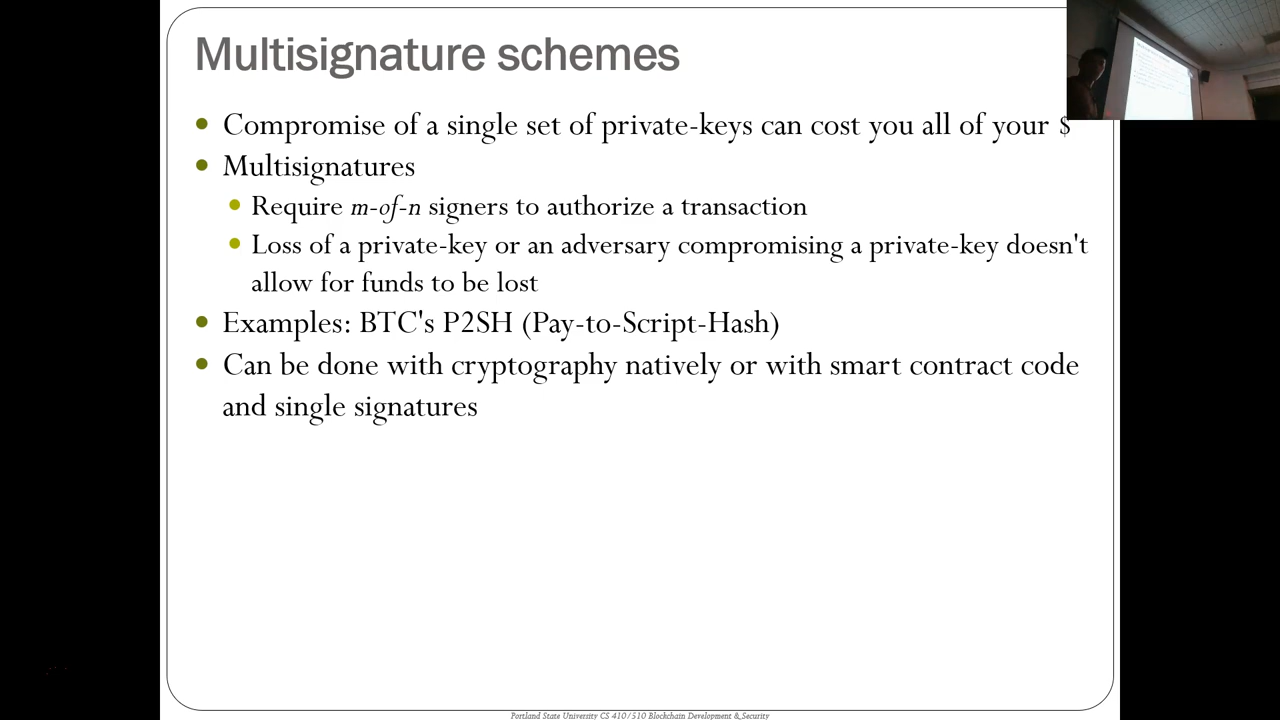 Multisignature schemes
Compromise of a single set of private-keys can cost you all of your $
Multisignatures
Require m-of-n signers to authorize a transaction
Loss of a private-key or an adversary compromising a private-key doesn't
allow for funds to be lost
Examples: BTC's P2SH (Pay-to-Script-Hash)
Can be done with cryptography natively or with smart contract code
and single signatures
Portland State University CS 410/510 Blockchain Development & Security